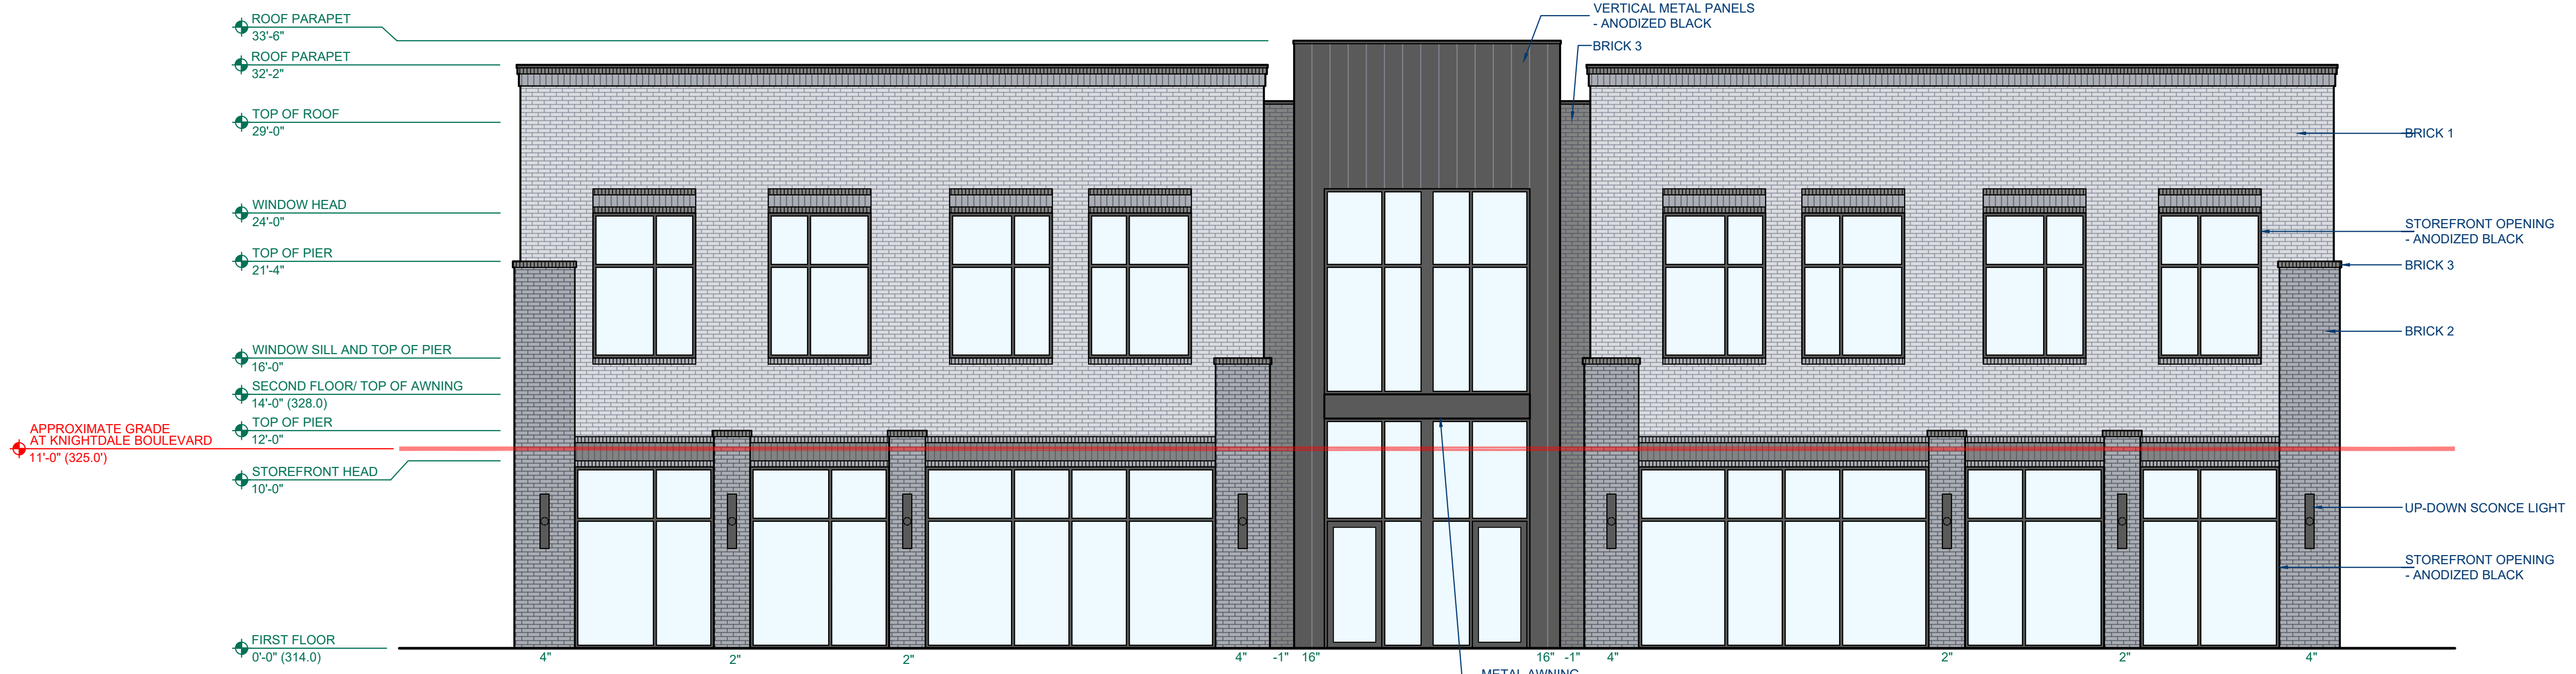 ROOF PARAPET
33'-6"
ROOF PARAPET
32'-2"
TOP OF ROOF
29'-0"
WINDOW HEAD
24'-0"
TOP OF PIER
21'-4"
WINDOW SILL AND TOP OF PIER
16'-0"
SECOND FLOOR/ TOP OF AWNING
14'-0" (328.0)
TOP OF PIER
12'-0"
APPROXIMATE GRADE
AT KNIGHTDALE BOULEVARD
11'-0" (325.0')
STOREFRONT HEAD
10'-0"
FIRST FLOOR
0'-0" (314.0)
VERTICAL METAL PANELS
- ANODIZED BLACK
BRICK 3
BRICK 1
STOREFRONT OPENING
- ANODIZED BLACK
BRICK 3
BRICK 2
UP-DOWN SCONCE LIGHT
STOREFRONT OPENING
- ANODIZED BLACK
4" 2" 2" 4" -1" 16" 16" -1" 4" 2" 2" 4"
METAL AWNING